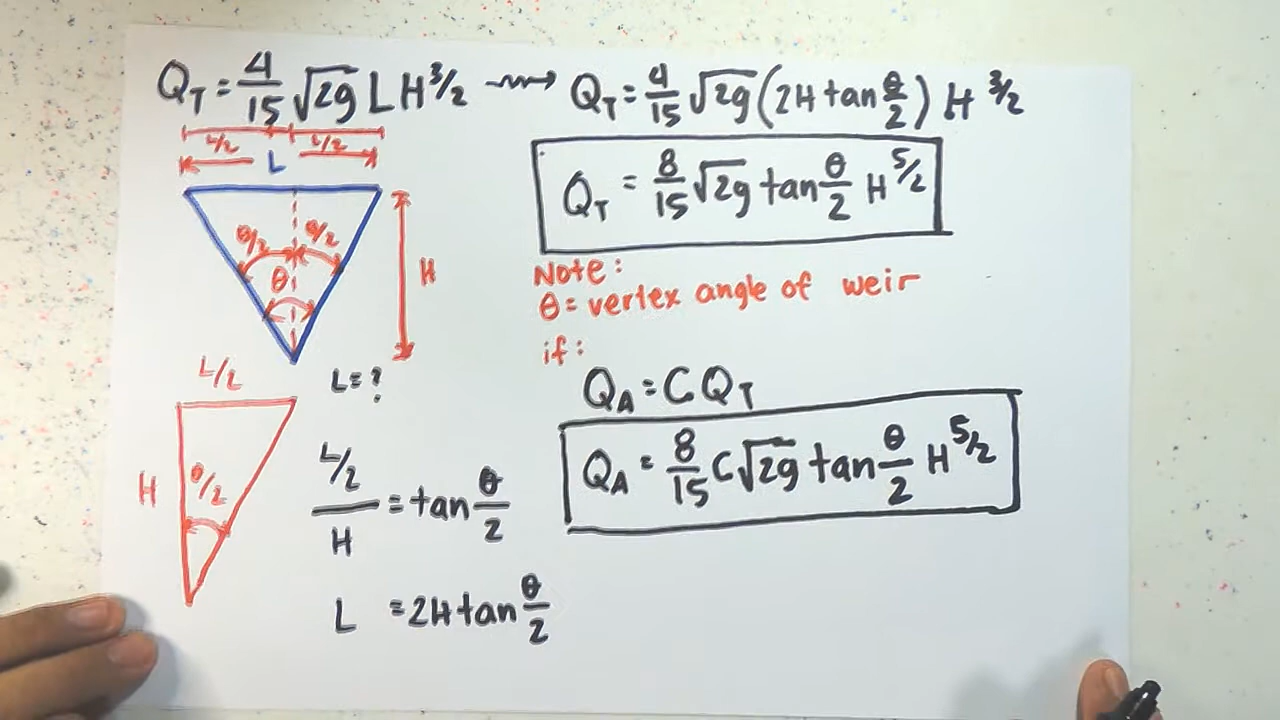 Q_T = 4/15 √2g L H^3/2 ⟿ Q_T = 4/15 √2g (2H tan θ/2) H^3/2
L/2 L/2
L
Q_T = 8/15 √2g tan θ/2 H^5/2
θ/2 θ/2
θ
H
Note:
θ = vertex angle of weir
if:
L/2
L = ?
Q_A = C Q_T
H
θ/2
L/2 / H = tan θ/2
Q_A = 8/15 C √2g tan θ/2 H^5/2
L = 2H tan θ/2